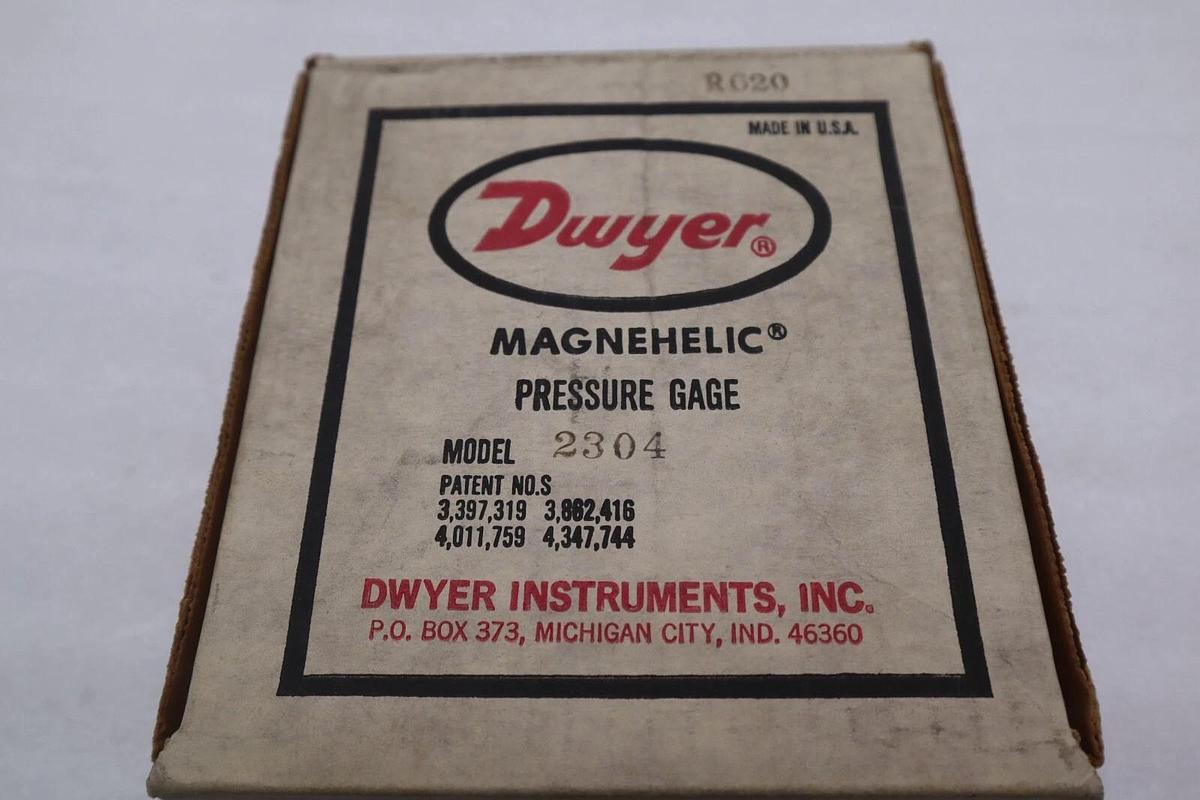 R620
MADE IN U.S.A.
Dwyer®
MAGNEHELIC®
PRESSURE GAGE
MODEL 2304
PATENT NO.S
3,397,319 3,862,416
4,011,759 4,347,744
DWYER INSTRUMENTS, INC.
P.O. BOX 373, MICHIGAN CITY, IND. 46360